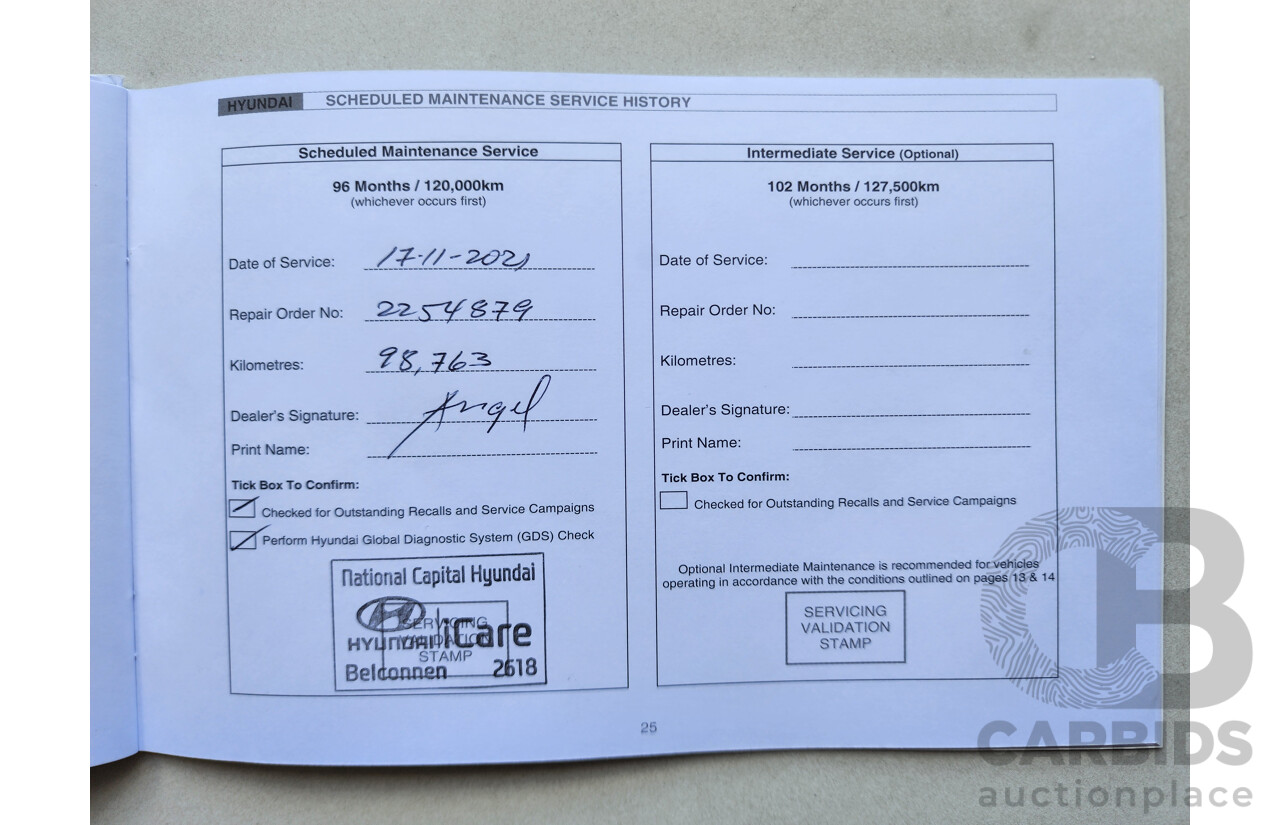 HYUNDAI SCHEDULED MAINTENANCE SERVICE HISTORY
Scheduled Maintenance Service
96 Months / 120,000km
(whichever occurs first)
Date of Service: 17-11-2021
Repair Order No: 2254879
Kilometres: 98,763
Dealer's Signature: Angel
Print Name:
Tick Box To Confirm:
Checked for Outstanding Recalls and Service Campaigns
Perform Hyundai Global Diagnostic System (GDS) Check
National Capital Hyundai
SERVICING
HYUNDAI iCare
VALIDATION
STAMP
Belconnen 2618
Intermediate Service (Optional)
102 Months / 127,500km
(whichever occurs first)
Date of Service:
Repair Order No:
Kilometres:
Dealer's Signature:
Print Name:
Tick Box To Confirm:
Checked for Outstanding Recalls and Service Campaigns
Optional Intermediate Maintenance is recommended for vehicles
operating in accordance with the conditions outlined on pages 13 & 14
SERVICING
VALIDATION
STAMP
25
CB
CARBIDS
auctionplace